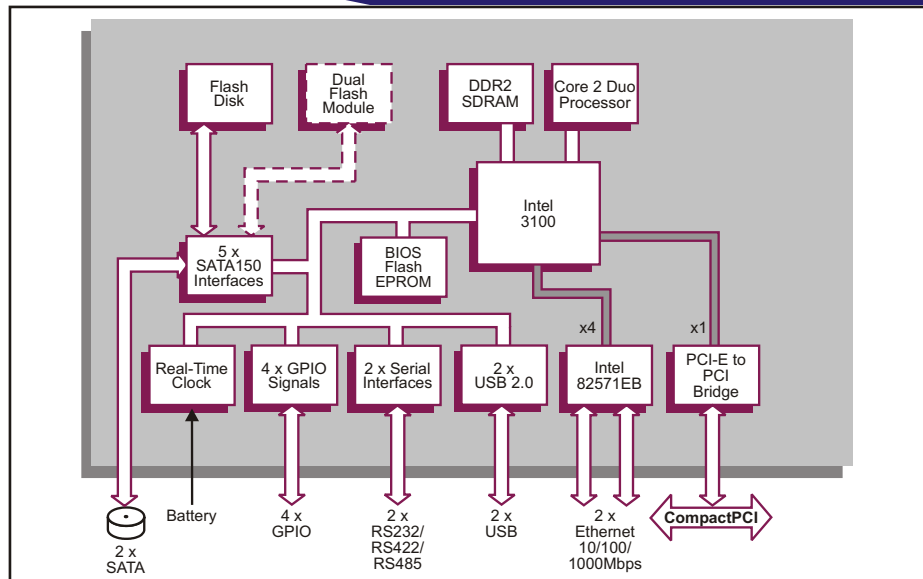 Flash
Disk
Dual
Flash
Module
DDR2
SDRAM
Core 2 Duo
Processor
Intel
3100
5 x
SATA150
Interfaces
BIOS
Flash
EPROM
x4
x1
Real-Time
Clock
4 x GPIO
Signals
2 x Serial
Interfaces
2 x
USB 2.0
Intel
82571EB
PCI-E to
PCI
Bridge
2 x
SATA
Battery
4 x
GPIO
2 x
RS232/
RS422/
RS485
2 x
USB
2 x
Ethernet
10/100/
1000Mbps
CompactPCI